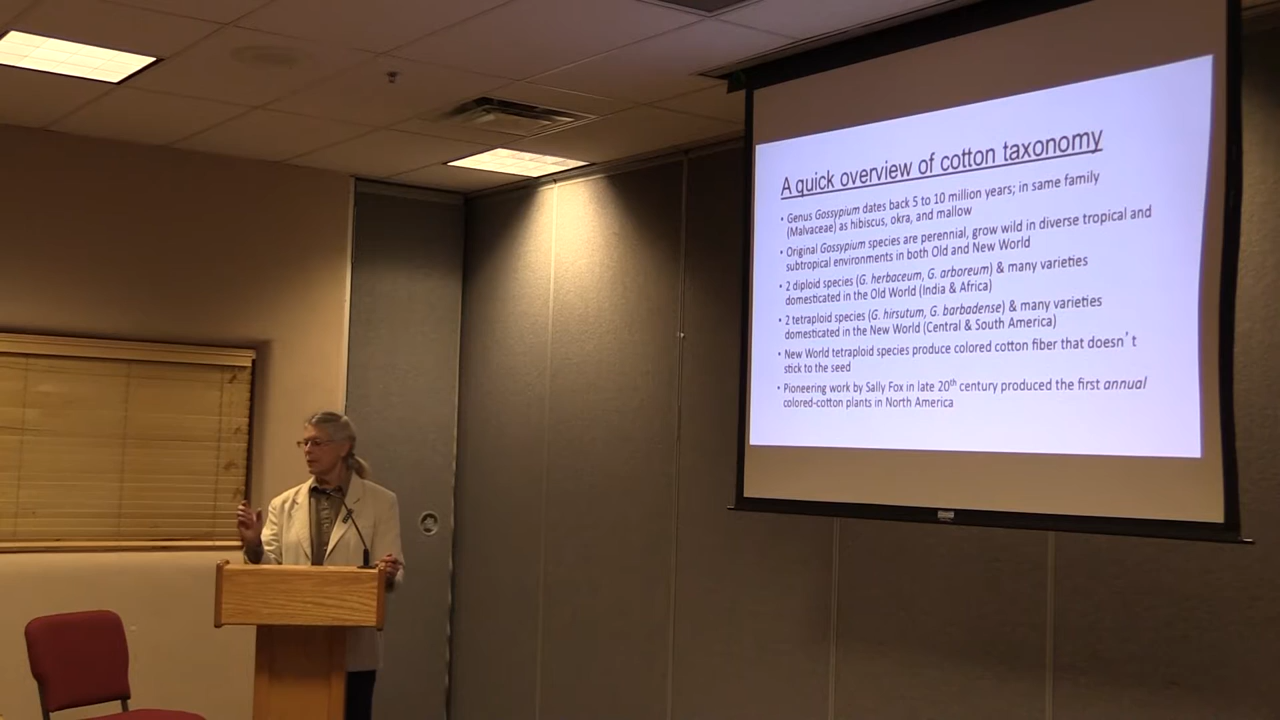 A quick overview of cotton taxonomy
• Genus Gossypium dates back 5 to 10 million years; in same family
(Malvaceae) as hibiscus, okra, and mallow
• Original Gossypium species are perennial, grow wild in diverse tropical and
subtropical environments in both Old and New World
• 2 diploid species (G. herbaceum, G. arboreum) & many varieties
domesticated in the Old World (India & Africa)
• 2 tetraploid species (G. hirsutum, G. barbadense) & many varieties
domesticated in the New World (Central & South America)
• New World tetraploid species produce colored cotton fiber that doesn't
stick to the seed
• Pioneering work by Sally Fox in late 20th century produced the first annual
colored-cotton plants in North America